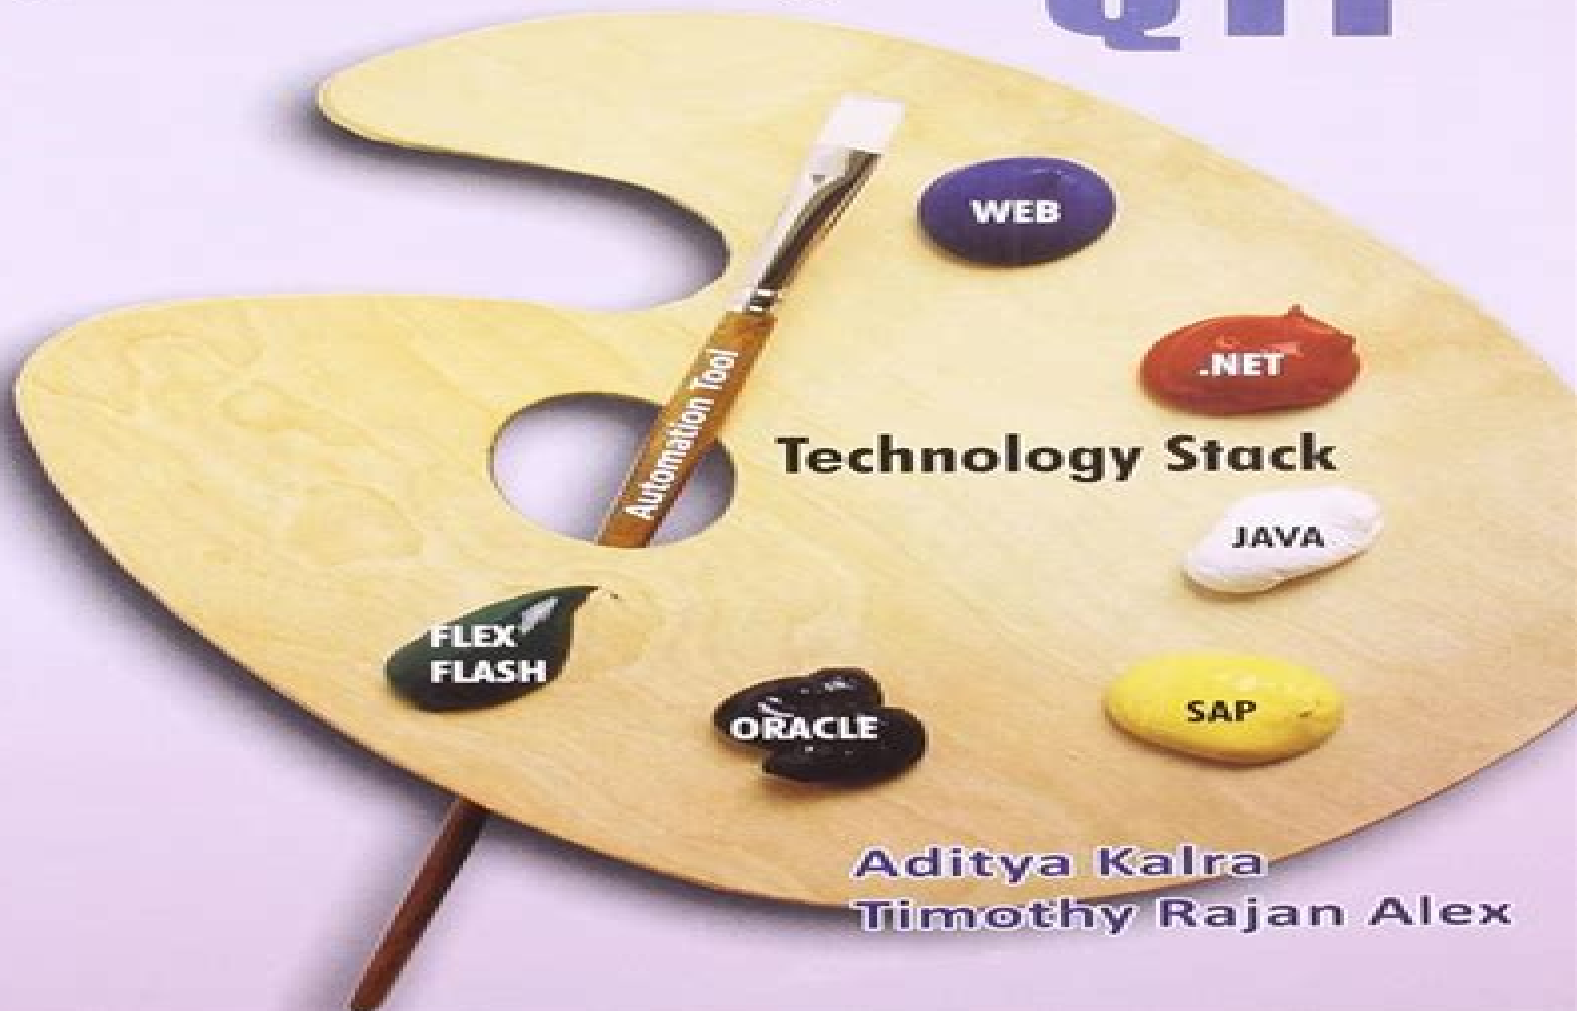 WEB
.NET
Automation Tool
Technology Stack
JAVA
FLEX
FLASH
SAP
ORACLE
Aditya Kalra
Timothy Rajan Alex